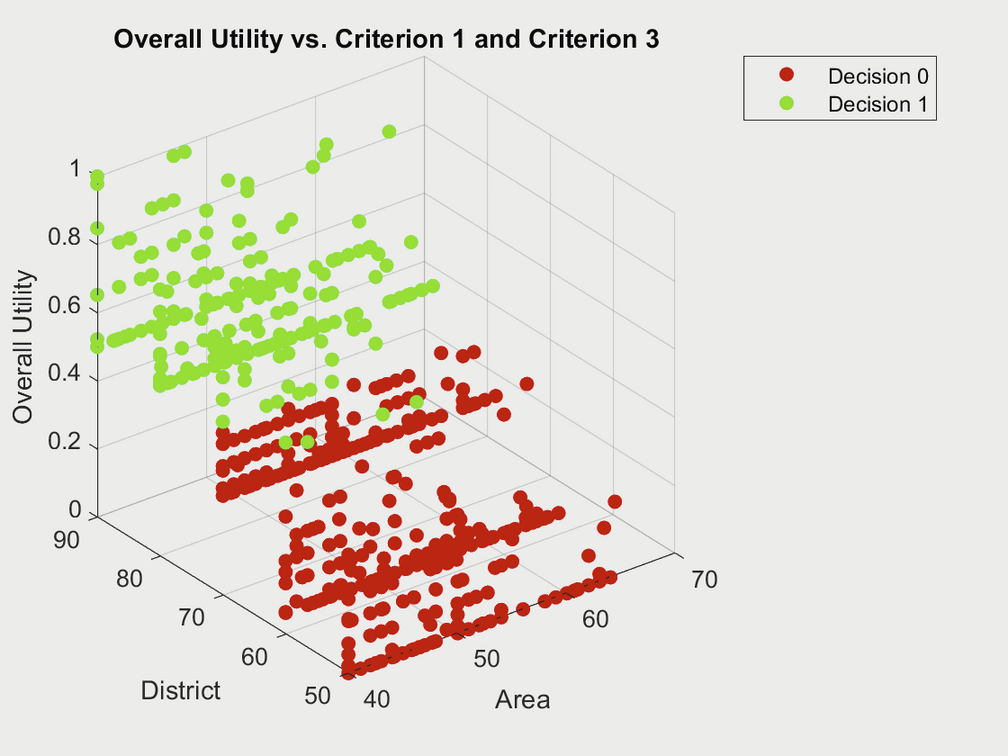 Overall Utility vs. Criterion 1 and Criterion 3
Decision 0
Decision 1
1
0.8
0.6
0.4
0.2
0
Overall Utility
90
80
70
60
50
District
40
50
60
70
Area